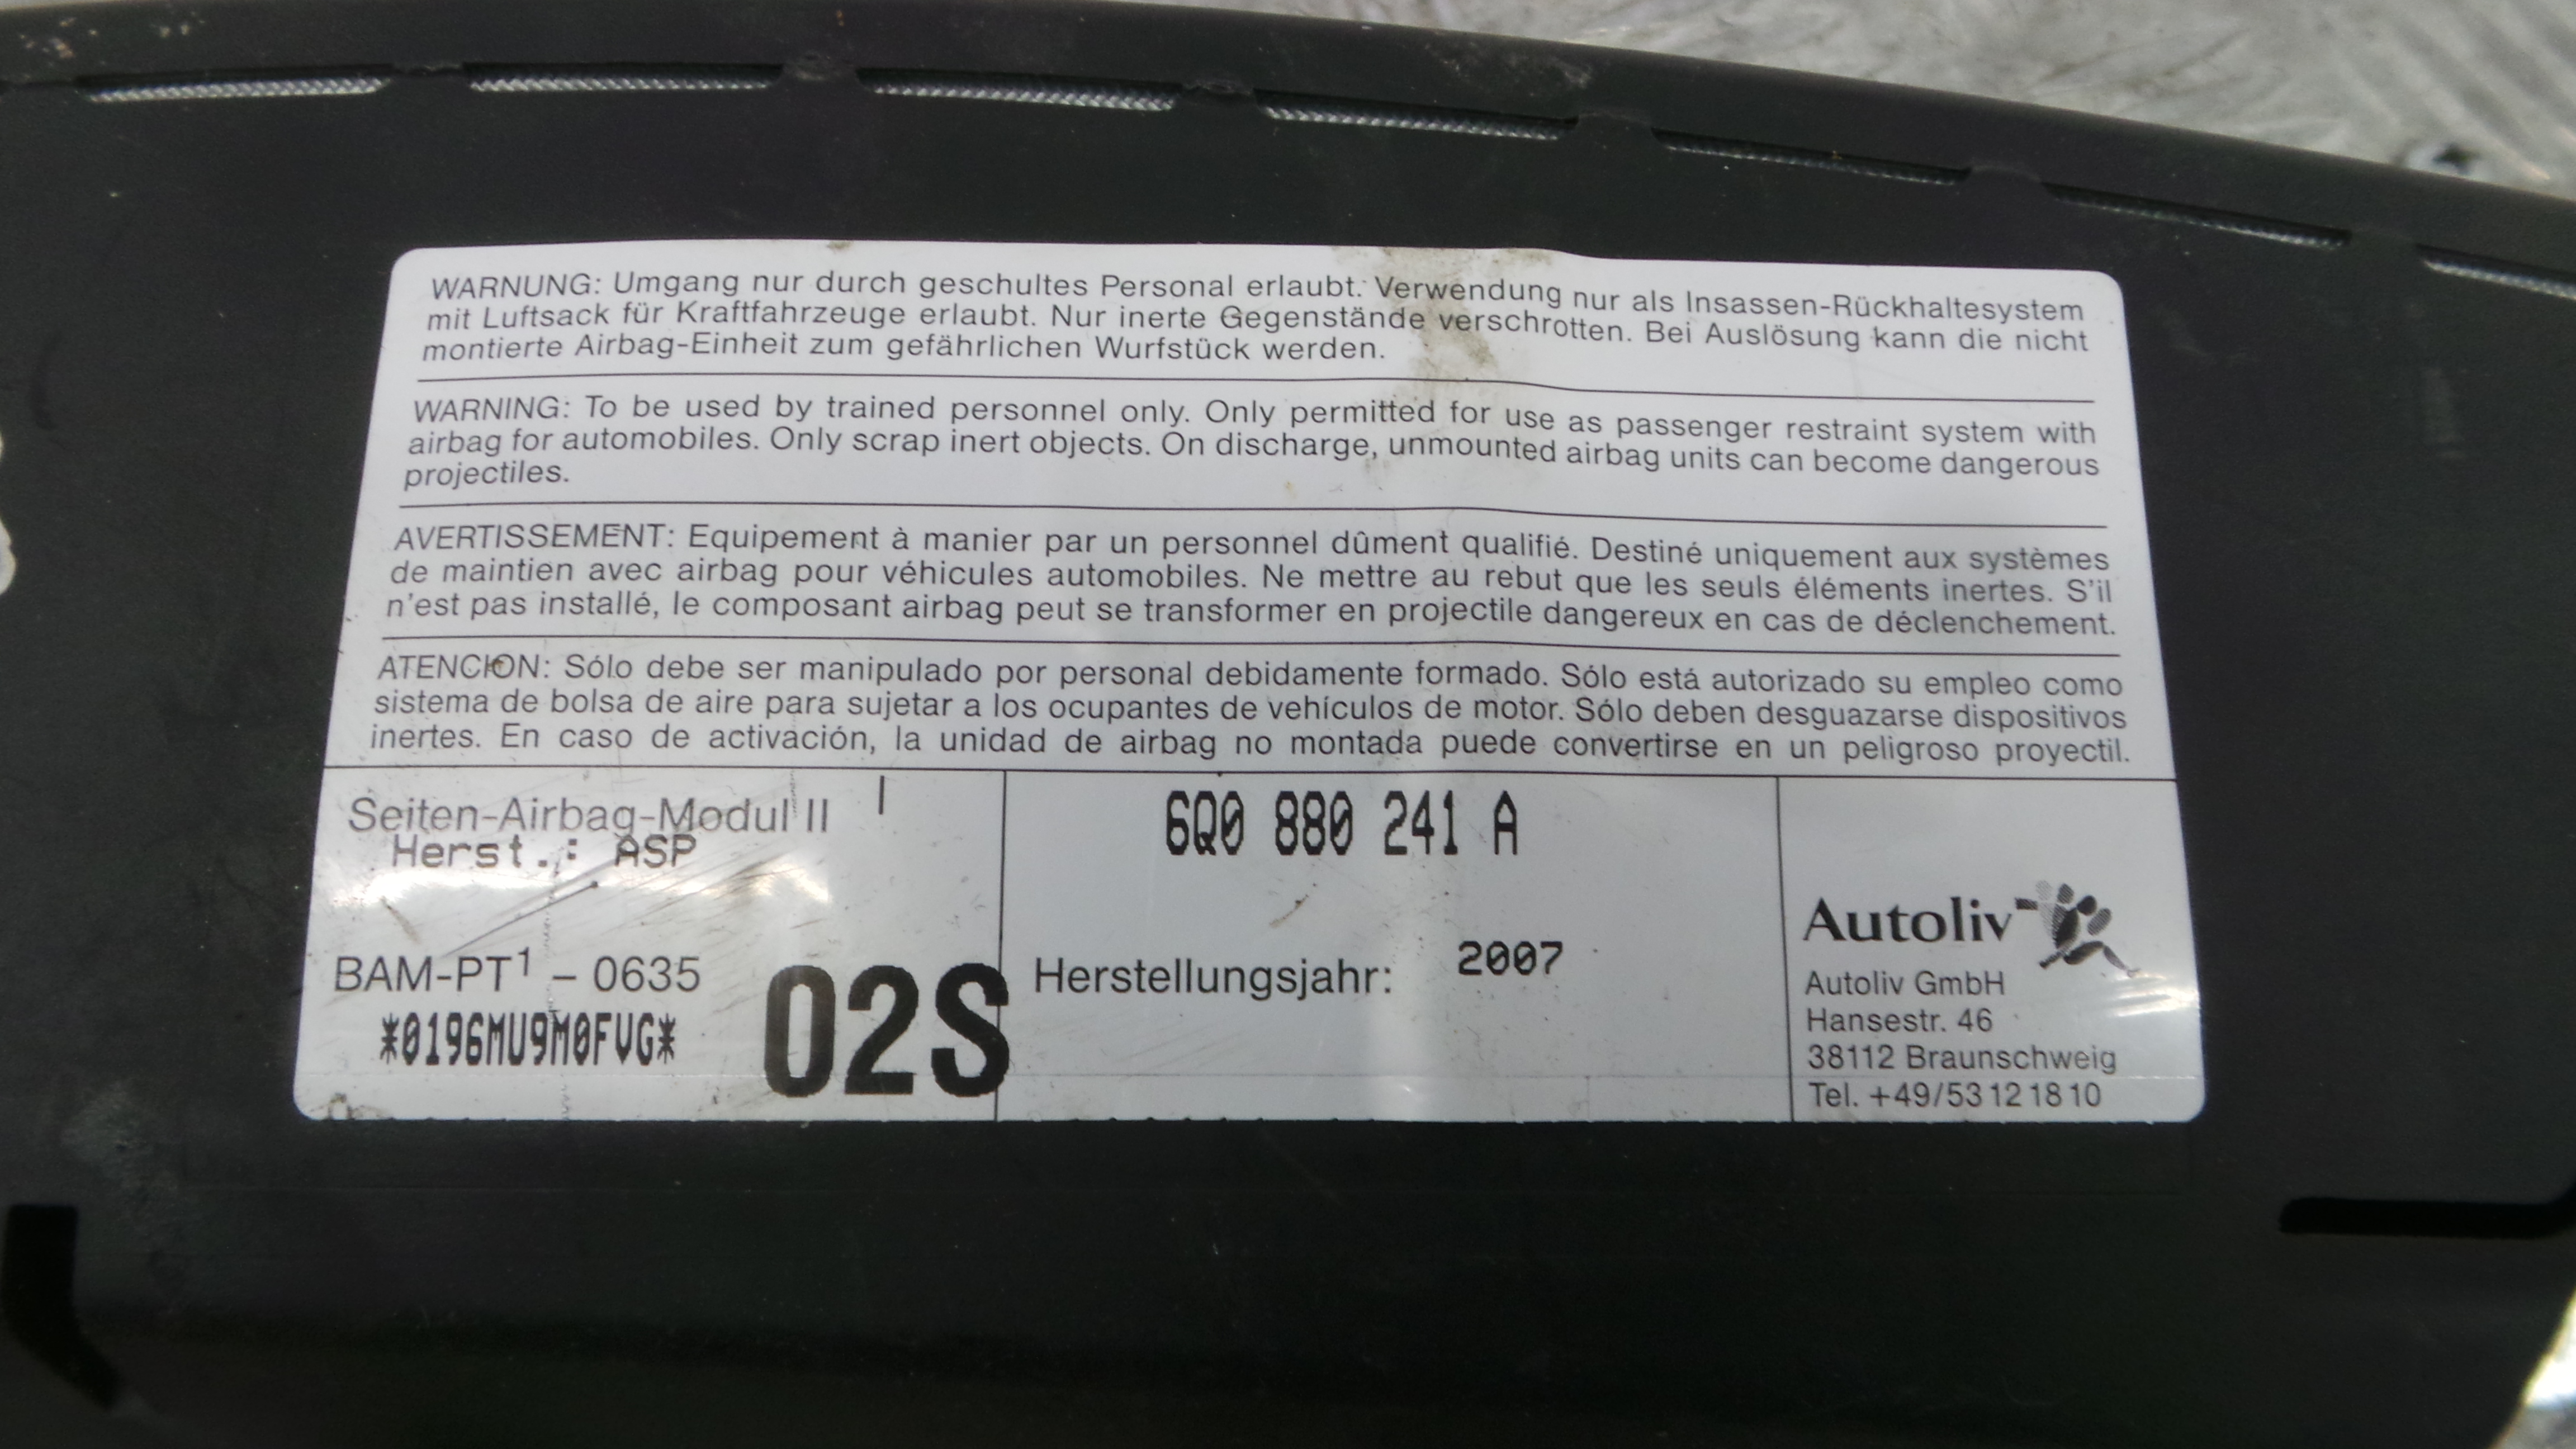 WARNUNG: Umgang nur durch geschultes Personal erlaubt. Verwendung nur als Insassen-Rückhaltesystem
mit Luftsack für Kraftfahrzeuge erlaubt. Nur inerte Gegenstände verschrotten. Bei Auslösung kann die nicht
montierte Airbag-Einheit zum gefährlichen Wurfstück werden.
WARNING: To be used by trained personnel only. Only permitted for use as passenger restraint system with
airbag for automobiles. Only scrap inert objects. On discharge, unmounted airbag units can become dangerous
projectiles.
AVERTISSEMENT: Equipement à manier par un personnel dûment qualifié. Destiné uniquement aux systèmes
de maintien avec airbag pour véhicules automobiles. Ne mettre au rebut que les seuls éléments inertes. S'il
n'est pas installé, le composant airbag peut se transformer en projectile dangereux en cas de déclenchement.
ATENCION: Sólo debe ser manipulado por personal debidamente formado. Sólo está autorizado su empleo como
sistema de bolsa de aire para sujetar a los ocupantes de vehículos de motor. Sólo deben desguazarse dispositivos
inertes. En caso de activación, la unidad de airbag no montada puede convertirse en un peligroso proyectil.
Seiten-Airbag-Modul II
Herst.: ASP
BAM-PT1 – 0635
*0196MU9M0FVG*
02S
6Q0 880 241 A
Herstellungsjahr: 2007
Autoliv
Autoliv GmbH
Hansestr. 46
38112 Braunschweig
Tel. +49/53 12 18 10